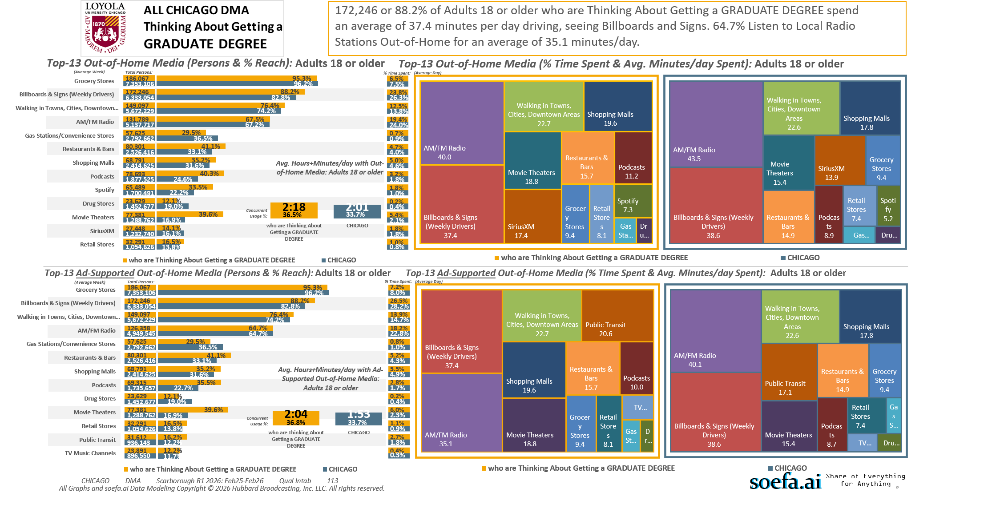 LOYOLA
UNIVERSITY CHICAGO
1870
AD • MAJOREM • DEI • GLORIAM
ALL CHICAGO DMA
Thinking About Getting a
GRADUATE DEGREE
172,246 or 88.2% of Adults 18 or older who are Thinking About Getting a GRADUATE DEGREE spend
an average of 37.4 minutes per day driving, seeing Billboards and Signs. 64.7% Listen to Local Radio
Stations Out-of-Home for an average of 35.1 minutes/day.
Top-13 Out-of-Home Media (Persons & % Reach): Adults 18 or older
(Average Week) Total Persons: % Time Spent:
Grocery Stores 186,067 95.3% 6.5%
7,353,106 96.2% 7.5%
Billboards & Signs (Weekly Drivers) 172,246 88.2% 23.8%
6,333,054 82.8% 26.3%
Walking in Towns, Cities, Downtown... 149,097 76.4% 12.5%
5,672,229 74.2% 13.8%
AM/FM Radio 131,789 67.5% 19.4%
5,137,717 67.2% 24.0%
Gas Stations/Convenience Stores 57,625 29.5% 0.7%
2,792,662 36.5% 0.9%
Restaurants & Bars 80,301 41.1% 4.7%
2,526,416 33.1% 4.0%
Shopping Malls 68,791 35.2% 5.0%
2,414,625 31.6% 4.6%
Podcasts 78,693 40.3% 3.2%
1,877,525 24.6% 1.8%
Spotify 65,489 33.5% 1.8%
1,700,491 22.2% 1.0%
Drug Stores 23,629 12.1% 0.2%
1,452,677 19.0% 0.4%
Movie Theaters 77,381 39.6% 5.4%
1,288,762 16.9% 2.1%
SiriusXM 27,448 14.1% 1.8%
1,232,740 16.1% 1.8%
Retail Stores 32,291 16.5% 1.0%
1,054,626 13.8% 0.8%
Avg. Hours+Minutes/day with Out-
of-Home Media: Adults 18 or older
Concurrent
Usage %:
2:18
36.5%
2:01
33.7%
who are Thinking About
Getting a GRADUATE
DEGREE
CHICAGO
who are Thinking About Getting a GRADUATE DEGREE CHICAGO
Top-13 Out-of-Home Media (% Time Spent & Avg. Minutes/day Spent): Adults 18 or older
(Average Day)
AM/FM Radio
40.0
Billboards & Signs
(Weekly Drivers)
37.4
Walking in Towns,
Cities, Downtown Areas
22.7
Shopping Malls
19.6
Movie Theaters
18.8
SiriusXM
17.4
Restaurants &
Bars
15.7
Podcasts
11.2
Grocer
y
Stores
9.4
Retail
Store
s
8.1
Spotify
7.3
Gas
Sta...
Dr
u...
AM/FM Radio
43.5
Billboards & Signs (Weekly
Drivers)
38.6
Walking in Towns,
Cities, Downtown
Areas
22.6
Shopping Malls
17.8
Movie
Theaters
15.4
Restaurants &
Bars
14.9
SiriusXM
13.9
Grocery
Stores
9.4
Podcas
ts
8.9
Retail
Stores
7.4
Spoti
fy
5.2
Gas...
Dru...
who are Thinking About Getting a GRADUATE DEGREE CHICAGO
Top-13 Ad-Supported Out-of-Home Media (Persons & % Reach): Adults 18 or older
(Average Week) Total Persons: % Time Spent:
Grocery Stores 186,067 95.3% 7.2%
7,353,106 96.2% 8.0%
Billboards & Signs (Weekly Drivers) 172,246 88.2% 26.5%
6,333,054 82.8% 28.2%
Walking in Towns, Cities, Downtown... 149,097 76.4% 13.9%
5,672,229 74.2% 14.7%
AM/FM Radio 126,358 64.7% 18.2%
4,949,545 64.7% 22.8%
Gas Stations/Convenience Stores 57,625 29.5% 0.8%
2,792,662 36.5% 1.0%
Restaurants & Bars 80,301 41.1% 5.2%
2,526,416 33.1% 4.3%
Shopping Malls 68,791 35.2% 5.5%
2,414,625 31.6% 4.9%
Podcasts 69,315 35.5% 2.8%
1,735,657 22.7% 1.7%
Drug Stores 23,629 12.1% 0.2%
1,452,677 19.0% 0.4%
Movie Theaters 77,381 39.6% 6.0%
1,288,762 16.9% 2.3%
Retail Stores 32,291 16.5% 1.1%
1,054,626 13.8% 0.9%
Public Transit 31,612 16.2% 2.7%
936,143 12.2% 1.8%
TV Music Channels 23,891 12.2% 0.4%
896,550 11.7% 0.3%
Avg. Hours+Minutes/day with Ad-
Supported Out-of-Home Media:
Adults 18 or older
Concurrent
Usage %:
2:04
36.8%
1:53
33.7%
who are Thinking About
Getting a GRADUATE
DEGREE
CHICAGO
who are Thinking About Getting a GRADUATE DEGREE CHICAGO
Top-13 Ad-Supported Out-of-Home Media (% Time Spent & Avg. Minutes/day Spent): Adults 18 or older
(Average Day)
Billboards & Signs
(Weekly Drivers)
37.4
AM/FM Radio
35.1
Walking in Towns,
Cities, Downtown Areas
22.7
Public Transit
20.6
Shopping Malls
19.6
Movie Theaters
18.8
Restaurants &
Bars
15.7
Podcasts
10.0
Grocer
y
Stores
9.4
Retail
Store
s
8.1
TV...
Gas
St...
D
r...
AM/FM Radio
40.1
Billboards & Signs (Weekly
Drivers)
38.6
Walking in Towns,
Cities, Downtown
Areas
22.6
Shopping Malls
17.8
Public Transit
17.1
Movie Theaters
15.4
Restaurants &
Bars
14.9
Grocery
Stores
9.4
Podcas
ts
8.7
Retail
Stores
7.4
Ga
s
S...
TV...
Dru...
who are Thinking About Getting a GRADUATE DEGREE CHICAGO
CHICAGO DMA Scarborough R1 2026: Feb25-Feb26 Qual Intab 113
All Graphs and soefa.ai Data Modeling Copyright © 2026 Hubbard Broadcasting, Inc. LLC. All rights reserved.
soefa.ai
Share of Everything
for Anything ©